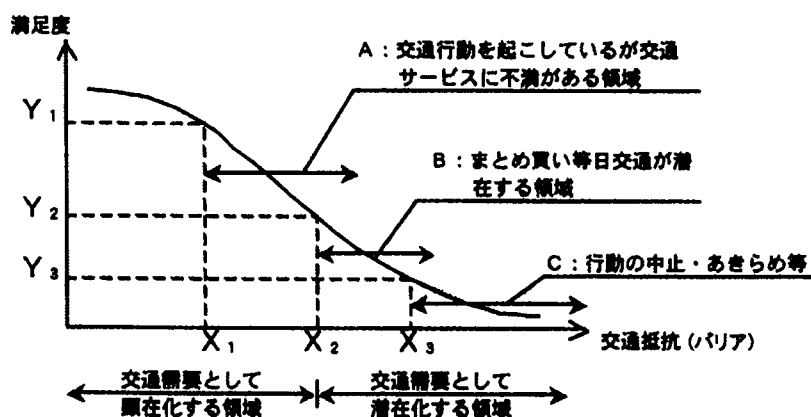 満足度
A：交通行動を起こしているが交通
サービスに不満がある領域
Y1
B：まとめ買い等日交通が潜
在する領域
Y2
Y3
C：行動の中止・あきらめ等
X1
X2
X3
交通抵抗(バリア)
交通需要として
顕在化する領域
交通需要として
潜在化する領域